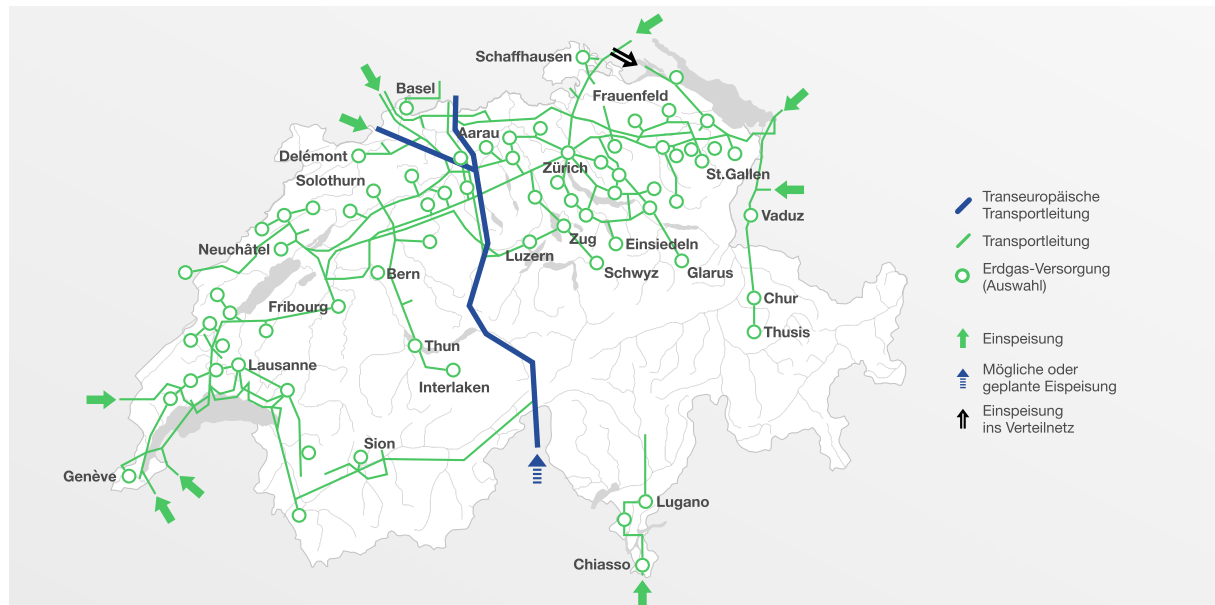 Schaffhausen
Basel
Frauenfeld
Aarau
Delémont
Zürich
St.Gallen
Solothurn
Vaduz
Neuchâtel
Zug
Einsiedeln
Luzern
Schwyz
Glarus
Bern
Chur
Fribourg
Thusis
Thun
Lausanne
Interlaken
Sion
Genève
Lugano
Chiasso
Transeuropäische
Transportleitung
Transportleitung
Erdgas-Versorgung
(Auswahl)
Einspeisung
Mögliche oder
geplante Eispeisung
Einspeisung
ins Verteilnetz